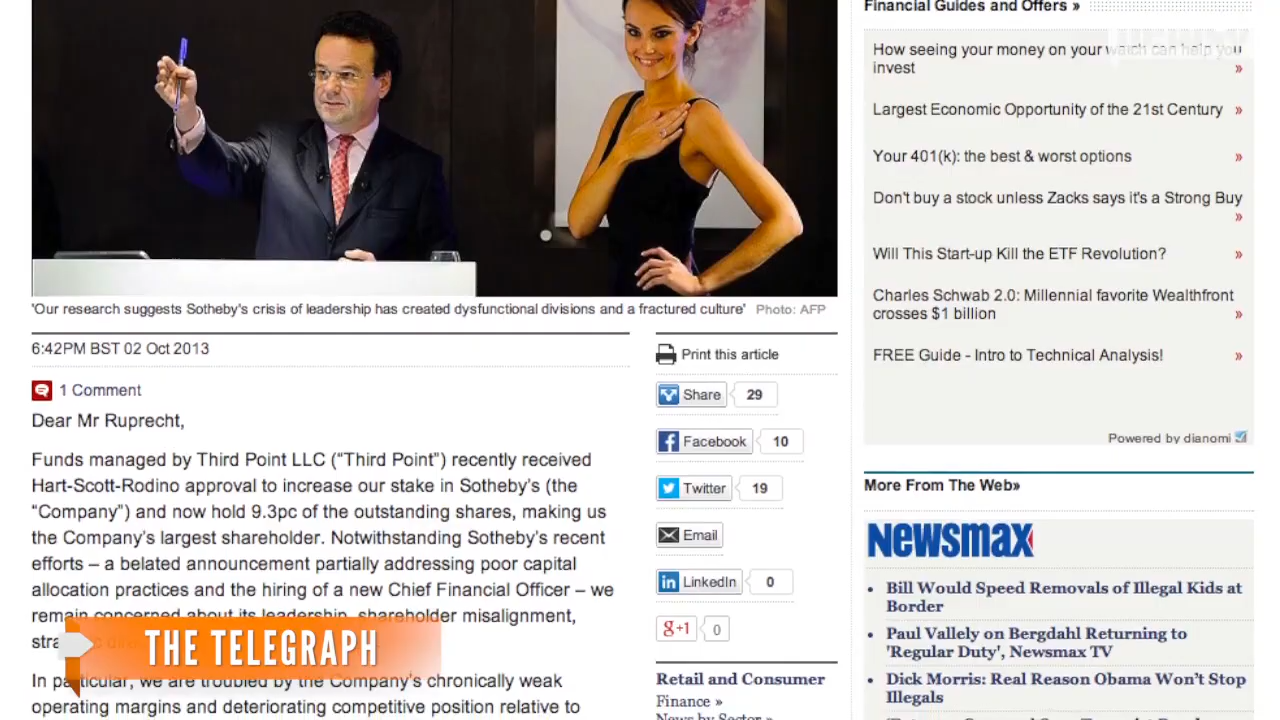 'Our research suggests Sotheby's crisis of leadership has created dysfunctional divisions and a fractured culture' Photo: AFP
6:42PM BST 02 Oct 2013
1 Comment
Dear Mr Ruprecht,
Funds managed by Third Point LLC (“Third Point”) recently received
Hart-Scott-Rodino approval to increase our stake in Sotheby's (the
“Company”) and now hold 9.3pc of the outstanding shares, making us
the Company's largest shareholder. Notwithstanding Sotheby's recent
efforts – a belated announcement partially addressing poor capital
allocation practices and the hiring of a new Chief Financial Officer – we
remain concerned about its leadership, shareholder misalignment,
THE TELEGRAPH
In particular, we are troubled by the Company's chronically weak
operating margins and deteriorating competitive position relative to
Print this article
Share 29
Facebook 10
Twitter 19
Email
LinkedIn 0
g+1 0
Retail and Consumer
Finance »
News by Sector »
Financial Guides and Offers »
How seeing your money on your watch can help you
invest »
Largest Economic Opportunity of the 21st Century »
Your 401(k): the best & worst options »
Don't buy a stock unless Zacks says it's a Strong Buy
»
Will This Start-up Kill the ETF Revolution? »
Charles Schwab 2.0: Millennial favorite Wealthfront
crosses $1 billion »
FREE Guide - Intro to Technical Analysis! »
Powered by dianomi
More From The Web»
Newsmax
• Bill Would Speed Removals of Illegal Kids at
Border
• Paul Vallely on Bergdahl Returning to
'Regular Duty', Newsmax TV
• Dick Morris: Real Reason Obama Won't Stop
Illegals